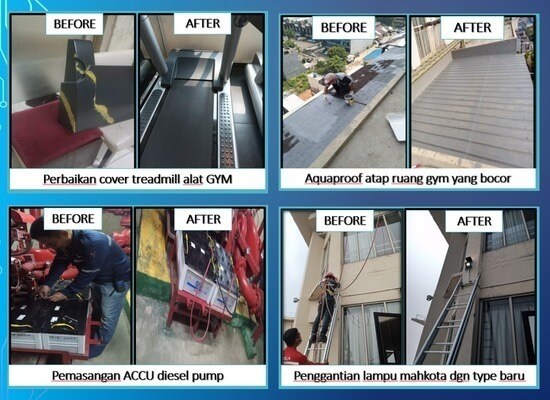 BEFORE
AFTER
Perbaikan cover treadmill alat GYM
BEFORE
AFTER
Aquaproof atap ruang gym yang bocor
BEFORE
AFTER
Pemasangan ACCU diesel pump
BEFORE
AFTER
Penggantian lampu mahkota dgn type baru